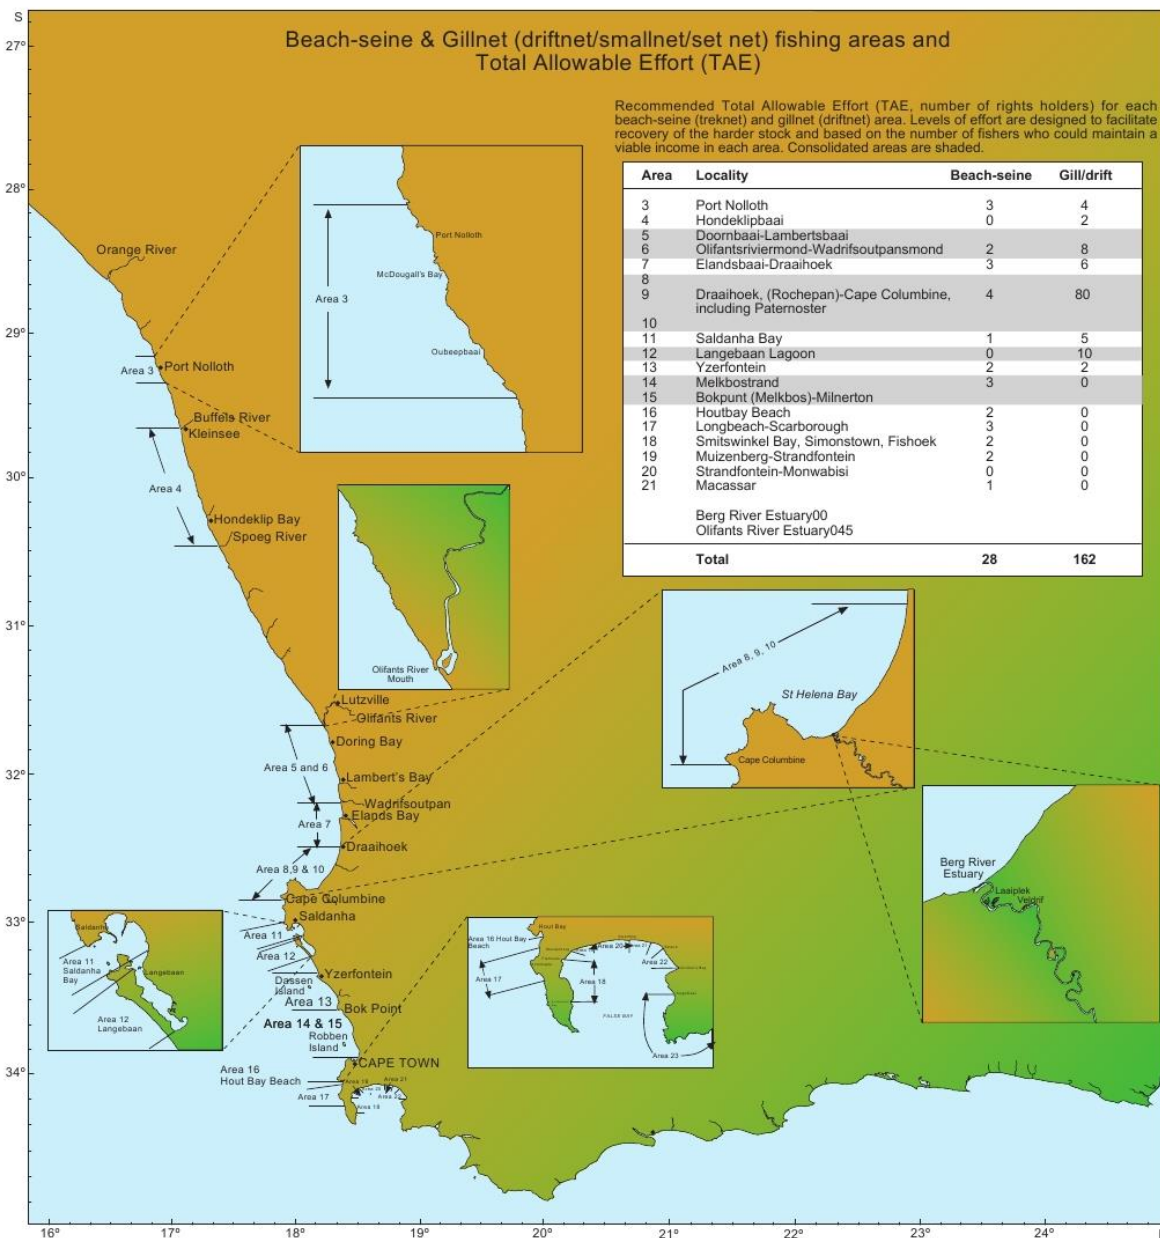 Beach-seine & Gillnet (driftnet/smallnet/set net) fishing areas and
Total Allowable Effort (TAE)
Recommended Total Allowable Effort (TAE, number of rights holders) for each
beach-seine (treknet) and gillnet (driftnet) area. Levels of effort are designed to facilitate
recovery of the harder stock and based on the number of fishers who could maintain a
viable income in each area. Consolidated areas are shaded.
Area Locality Beach-seine Gill/drift
3 Port Nolloth 3 4
4 Hondeklipbaai 0 2
5 Doornbaai-Lambertsbaai
6 Olifantsriviermond-Wadrifsoutpansmond 2 8
7 Elandsbaai-Draaihoek 3 6
8
9 Draaihoek, (Rochepan)-Cape Columbine, 4 80
including Paternoster
10
11 Saldanha Bay 1 5
12 Langebaan Lagoon 0 10
13 Yzerfontein 2 2
14 Melkbostrand 3 0
15 Bokpunt (Melkbos)-Milnerton
16 Houtbay Beach 2 0
17 Longbeach-Scarborough 3 0
18 Smitswinkel Bay, Simonstown, Fishoek 2 0
19 Muizenberg-Strandfontein 2 0
20 Strandfontein-Monwabisi 0 0
21 Macassar 1 0
Berg River Estuary00
Olifants River Estuary045
Total 28 162
S
27°
28°
29°
30°
31°
32°
33°
34°
16°
17°
18°
19°
20°
21°
22°
23°
24°
Orange River
Area 3
Port Nolloth
Buffels River
Kleinsee
Area 4
Hondeklip Bay
Spoeg River
Lutzville
Olifants River
Doring Bay
Area 5 and 6
Lambert's Bay
Wadrifsoutpan
Elands Bay
Area 7
Draaihoek
Area 8,9 & 10
Cape Columbine
Saldanha
Area 11
Area 12
Yzerfontein
Dassen
Island
Area 13
Bok Point
Area 14 & 15
Robben
Island
CAPE TOWN
Area 16
Hout Bay Beach
Area 17
Area 19
Area 21
Area 18
Port Nolloth
McDougall's Bay
Area 3
Oubeepbaai
Olifants River
Mouth
Area 8, 9, 10
St Helena Bay
Cape Columbine
Berg River
Estuary
Laaiplek
Veldrif
Saldanha
Area 11
Saldanha
Bay
Langebaan
Area 12
Langebaan
Hout Bay
Area 16 Hout Bay
Beach
Area 17
Area 20
Area 22
Area 18
FALSE BAY
Area 23